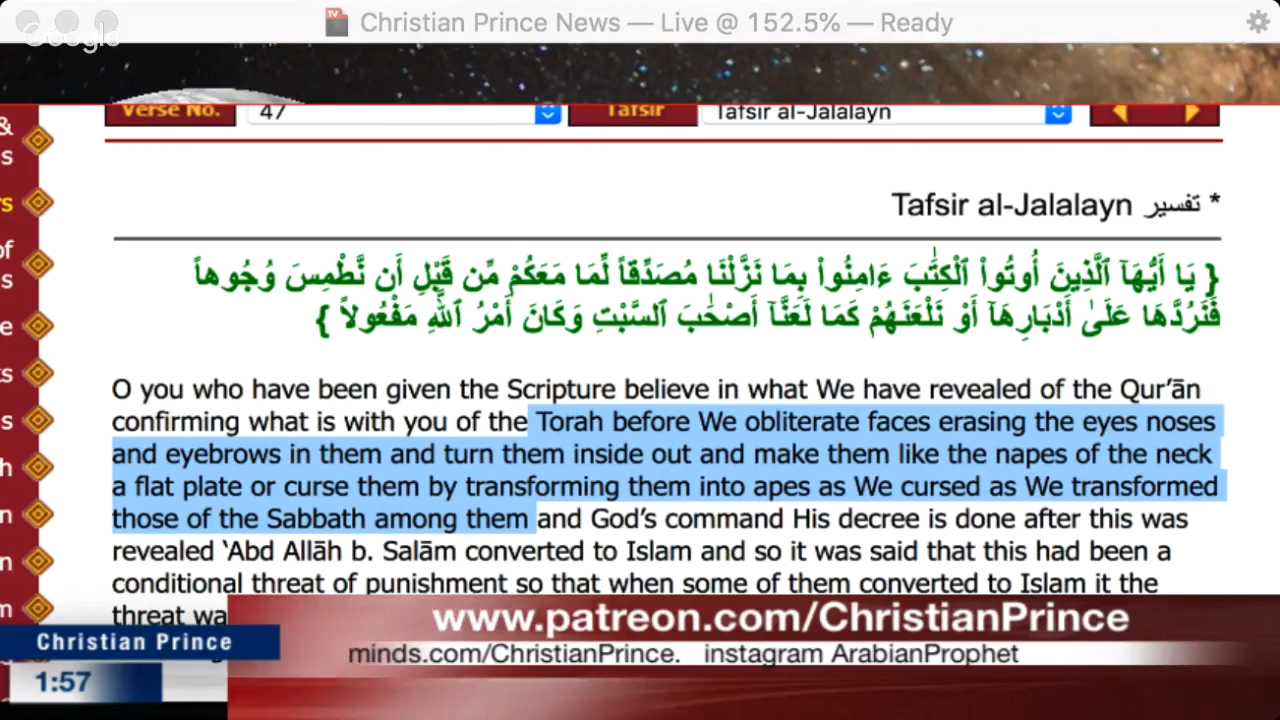 Christian Prince News — Live @ 152.5% — Ready
Google
TV
Verse No.
47
Tafsir
Tafsir al-Jalalayn
&
s
rs
of
s
e
ts
s
h
n
n
m
* تفسير Tafsir al-Jalalayn
{ يَا أَيُّهَآ ٱلَّذِينَ أُوتُواْ ٱلْكِتَٰبَ ءَامِنُواْ بِمَا نَزَّلْنَا مُصَدِّقاً لِّمَا مَعَكُمْ مِّن قَبْلِ أَن نَّطْمِسَ وُجُوهاً
فَنَرُدَّهَا عَلَىٰ أَدْبَارِهَآ أَوْ نَلْعَنَهُمْ كَمَا لَعَنَّآ أَصْحَٰبَ ٱلسَّبْتِ وَكَانَ أَمْرُ ٱللَّهِ مَفْعُولاً }
O you who have been given the Scripture believe in what We have revealed of the Qur’ān
confirming what is with you of the Torah before We obliterate faces erasing the eyes noses
and eyebrows in them and turn them inside out and make them like the napes of the neck
a flat plate or curse them by transforming them into apes as We cursed as We transformed
those of the Sabbath among them and God’s command His decree is done after this was
revealed ‘Abd Allāh b. Salām converted to Islam and so it was said that this had been a
conditional threat of punishment so that when some of them converted to Islam it the
threat wa
www.patreon.com/ChristianPrince
Christian Prince
minds.com/ChristianPrince. instagram ArabianProphet
1:57